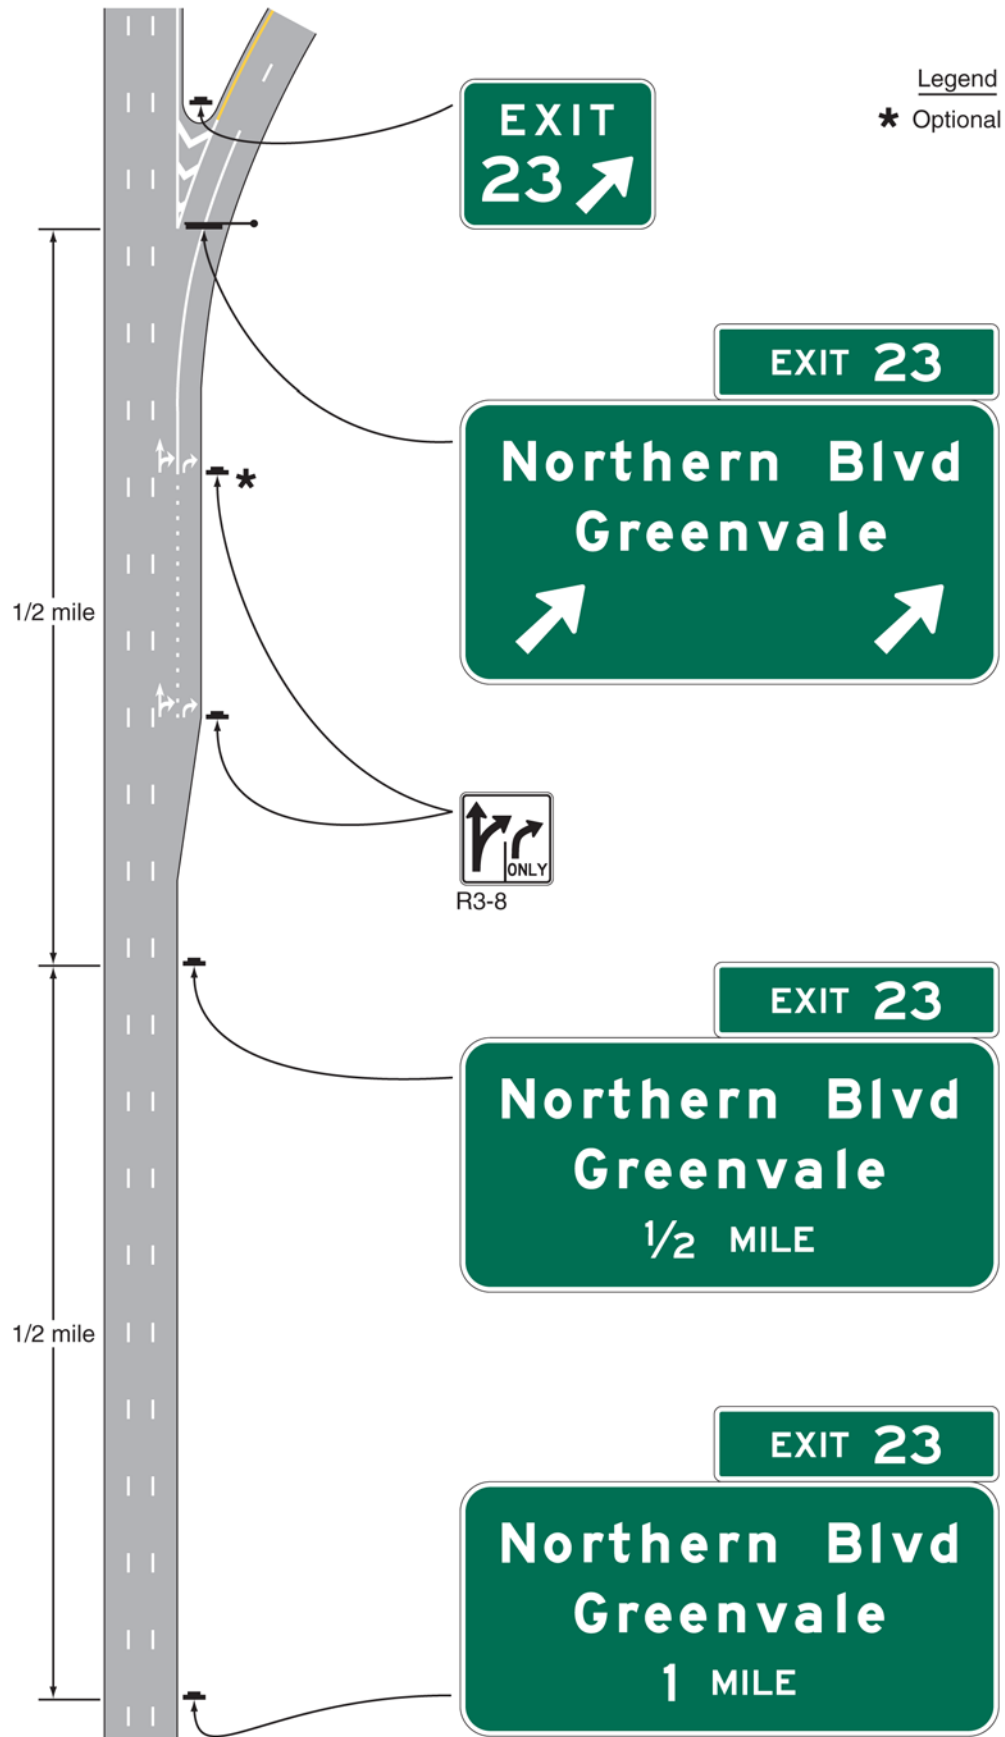 Legend
* Optional
EXIT
23
EXIT 23
Northern Blvd
Greenvale
1/2 mile
ONLY
R3-8
EXIT 23
Northern Blvd
Greenvale
1/2 MILE
1/2 mile
EXIT 23
Northern Blvd
Greenvale
1 MILE